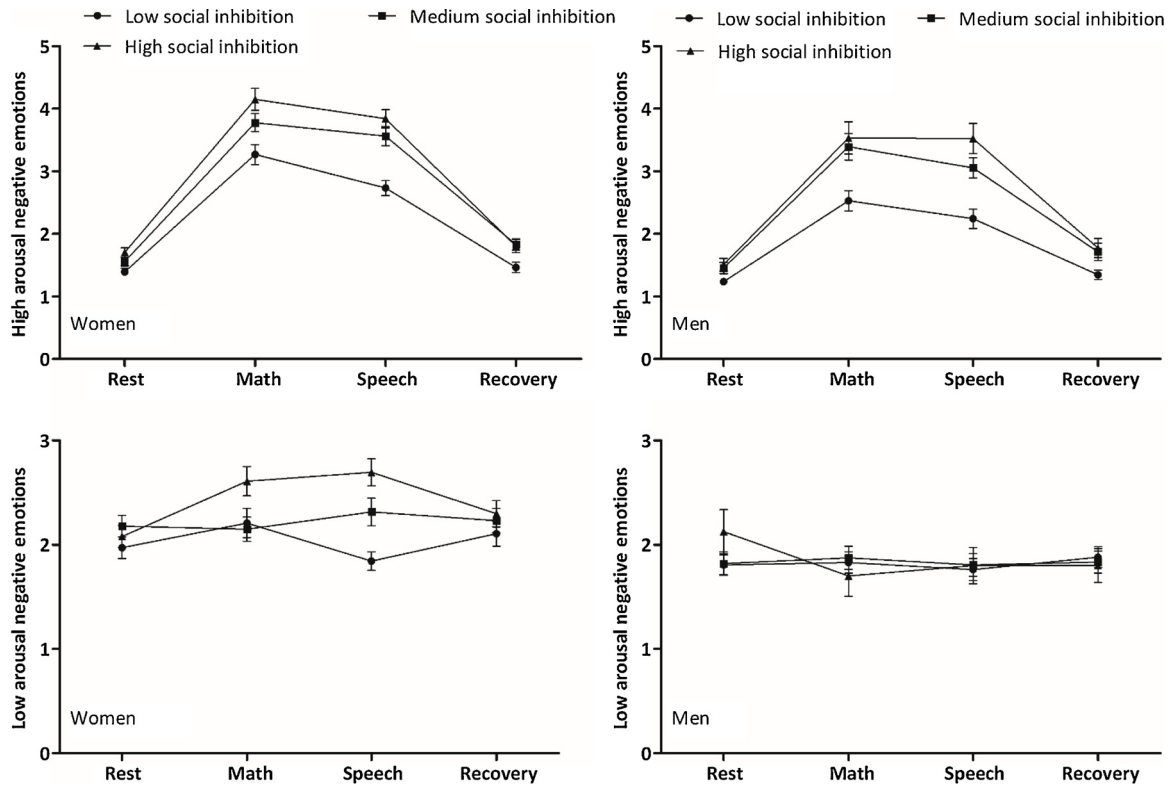 Low social inhibition
Medium social inhibition
High social inhibition
High arousal negative emotions
5
4
3
2
1
0
Women
Rest
Math
Speech
Recovery
Low social inhibition
Medium social inhibition
High social inhibition
High arousal negative emotions
5
4
3
2
1
0
Men
Rest
Math
Speech
Recovery
Low arousal negative emotions
3
2
1
0
Women
Rest
Math
Speech
Recovery
Low arousal negative emotions
3
2
1
0
Men
Rest
Math
Speech
Recovery